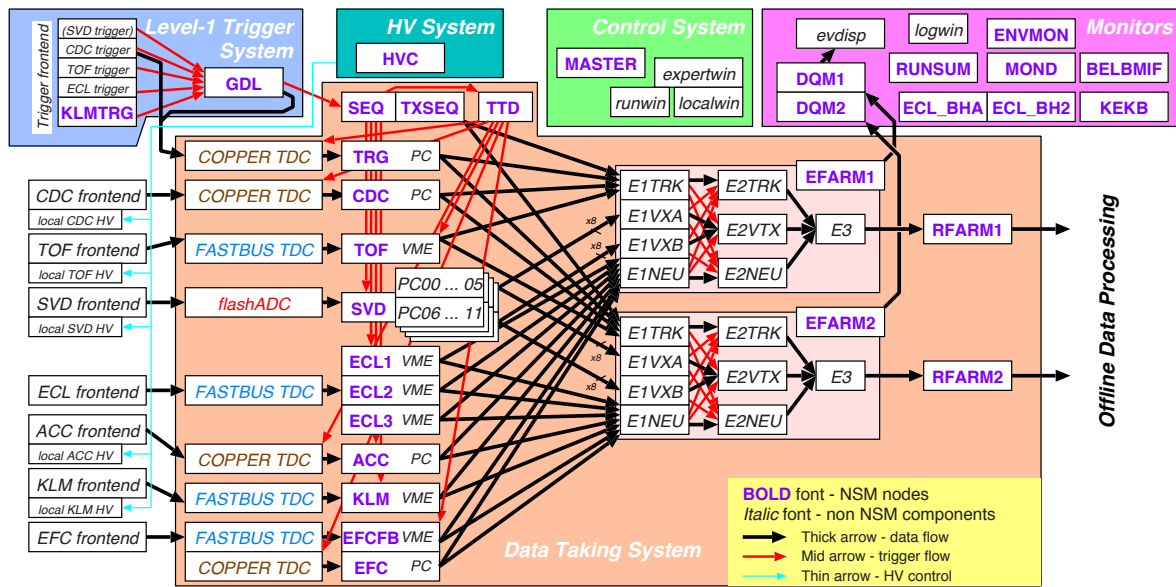 Level-1 Trigger
System
Trigger frontend
(SVD trigger)
CDC trigger
TOF trigger
ECL trigger
KLMTRG
GDL
HV System
HVC
Control System
MASTER
expertwin
runwin
localwin
evdisp
logwin
ENVMON
Monitors
DQM1
DQM2
RUNSUM
MOND
BELBMIF
ECL_BHA
ECL_BH2
KEKB
SEQ
TXSEQ
TTD
COPPER TDC
TRG
PC
CDC frontend
local CDC HV
COPPER TDC
CDC
PC
TOF frontend
local TOF HV
FASTBUS TDC
TOF
VME
SVD frontend
local SVD HV
flashADC
SVD
PC00 ... 05
PC06 ... 11
ECL frontend
FASTBUS TDC
ECL1
VME
ECL2
VME
ECL3
VME
ACC frontend
local ACC HV
COPPER TDC
ACC
PC
KLM frontend
local KLM HV
FASTBUS TDC
KLM
VME
EFC frontend
FASTBUS TDC
EFCFB
VME
COPPER TDC
EFC
PC
Data Taking System
EFARM1
E1TRK
E1VXA
E1VXB
E1NEU
x8
x8
E2TRK
E2VTX
E2NEU
E3
RFARM1
EFARM2
E1TRK
E1VXA
E1VXB
E1NEU
x8
x8
E2TRK
E2VTX
E2NEU
E3
RFARM2
Offline Data Processing
BOLD font - NSM nodes
Italic font - non NSM components
Thick arrow - data flow
Mid arrow - trigger flow
Thin arrow - HV control